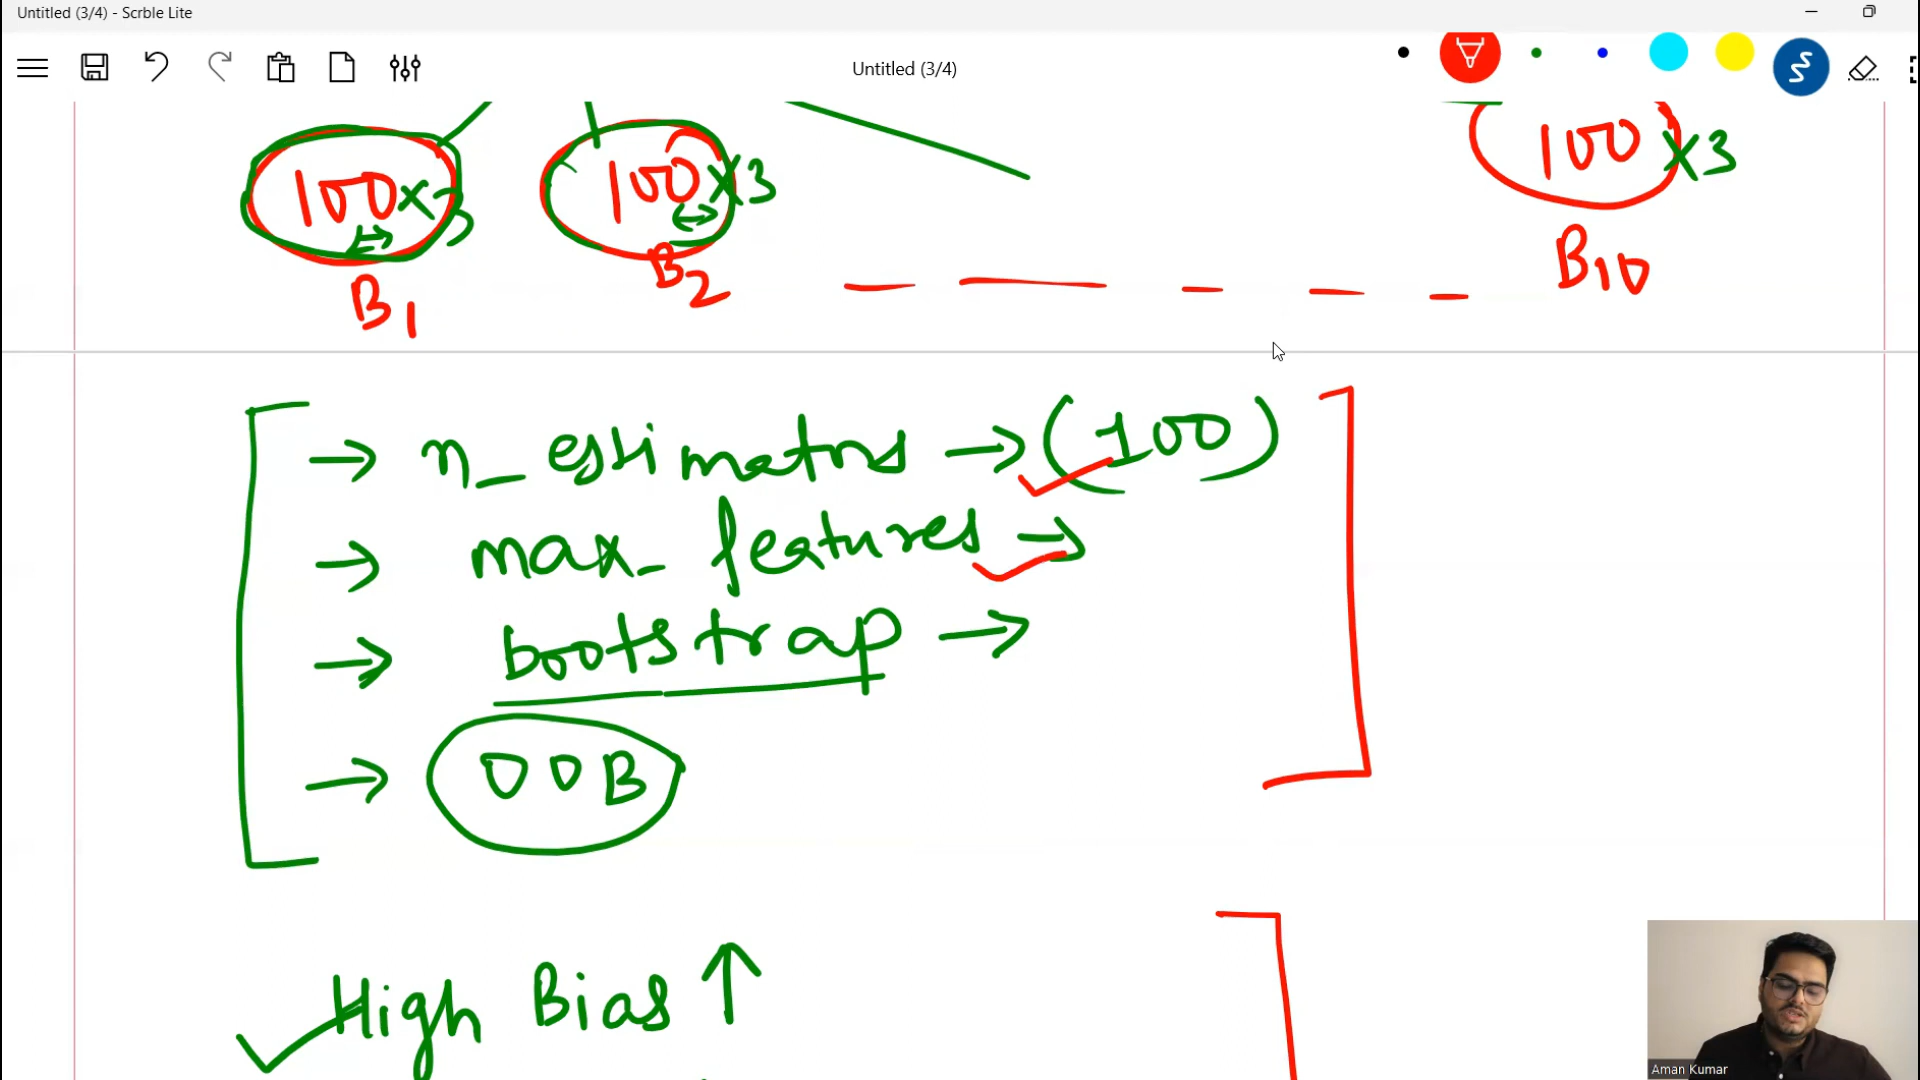 Untitled (3/4) - Scrble Lite
Untitled (3/4)
100x3
100x3
100x3
B1
B2
B10
→ n_estimators → (100)
→ max_features →
→ bootstrap →
→ OOB
High Bias ↑
Aman Kumar